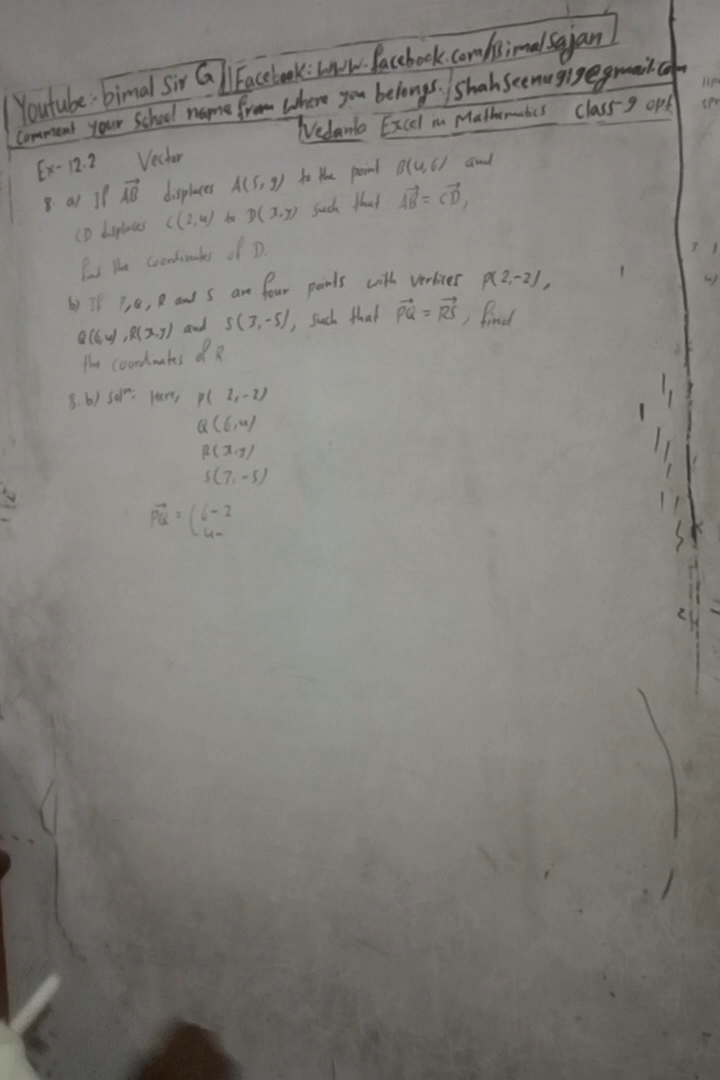 Youtube:- bimal Sir G || Facebook: www.facebook.com/Bimalsajan
Comment your School name from where you belongs. / Shahseenu919@gmail.com
Vedanta Excel in Mathematics Class-9 opt
Ex- 12.2 Vector
8. a) If AB displaces A(5,9) to the point B(4,6) and
CD displaces C(2,4) to D(x,y) such that AB = CD,
find the coordinates of D.
b) If P,Q,R and S are four points with vertices P(2,-2),
Q(6,4), R(x,y) and S(7,-5), such that PQ = RS, find
the coordinates of R
8. b) Soln: Here, P( 2,-2)
Q(6,4)
R(x,y)
S(7,-5)
PQ = ( 6-2
4-